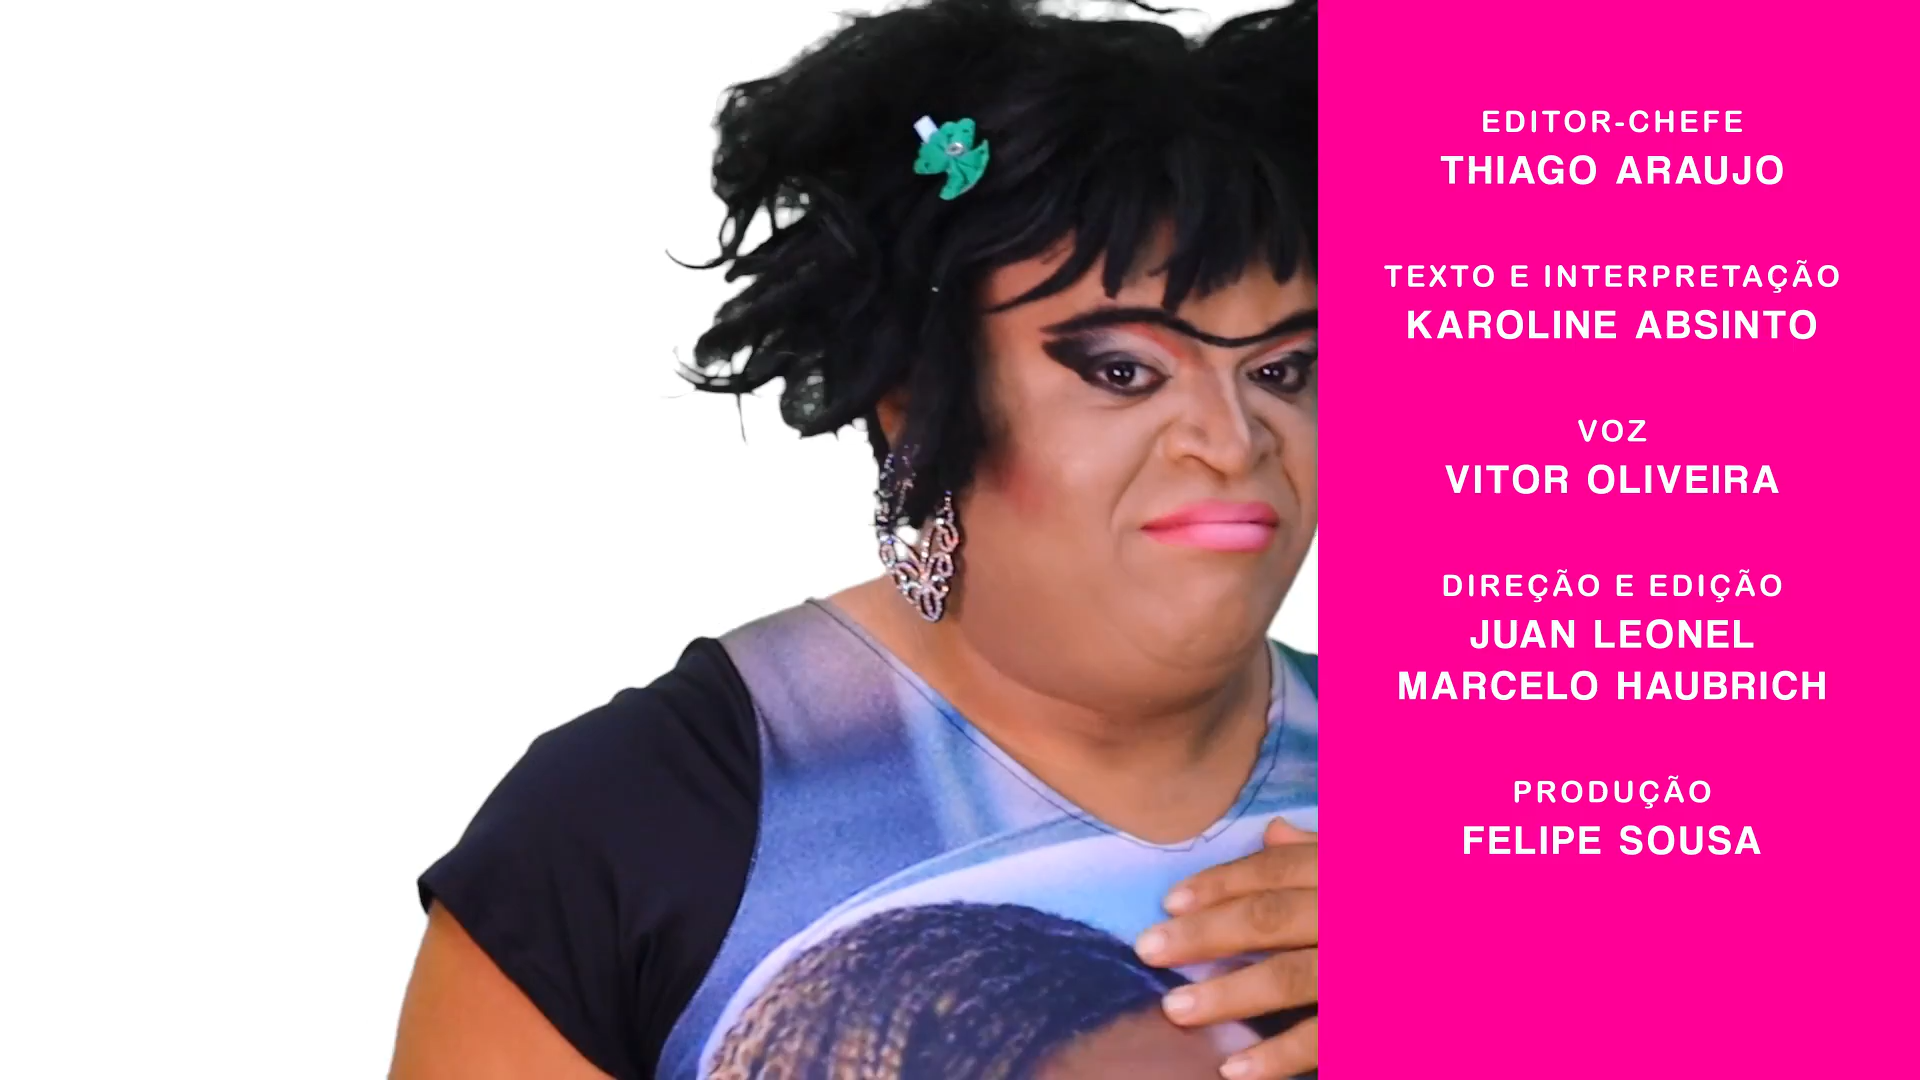 EDITOR-CHEFE
THIAGO ARAUJO
TEXTO E INTERPRETAÇÃO
KAROLINE ABSINTO
VOZ
VITOR OLIVEIRA
DIREÇÃO E EDIÇÃO
JUAN LEONEL
MARCELO HAUBRICH
PRODUÇÃO
FELIPE SOUSA